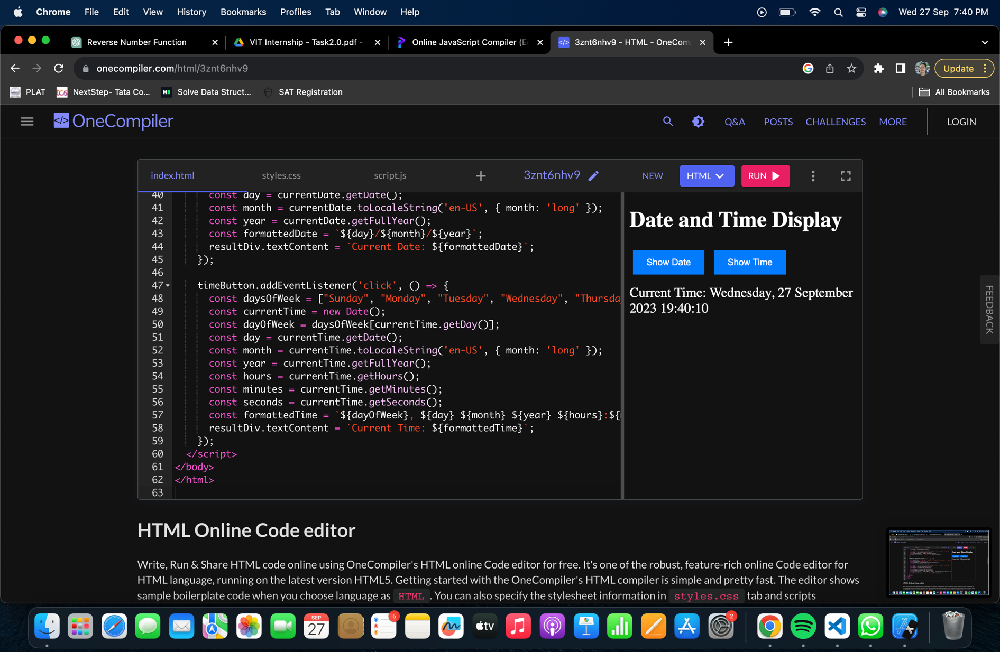 Chrome File Edit View History Bookmarks Profiles Tab Window Help Wed 27 Sep 7:40 PM
Reverse Number Function VIT Internship - Task2.0.pdf - Online JavaScript Compiler (E 3znt6nhv9 - HTML - OneComp
onecompiler.com/html/3znt6nhv9 Update
PLAT tcs NextStep- Tata Co... H Solve Data Struct... SAT Registration All Bookmarks
</> OneCompiler Q&A POSTS CHALLENGES MORE LOGIN
index.html styles.css script.js + 3znt6nhv9 NEW HTML RUN
40 const day = currentDate.getDate();
41 const month = currentDate.toLocaleString('en-US', { month: 'long' });
42 const year = currentDate.getFullYear();
43 const formattedDate = `${day}/${month}/${year}`;
44 resultDiv.textContent = `Current Date: ${formattedDate}`;
45 });
46
47 timeButton.addEventListener('click', () => {
48 const daysOfWeek = ["Sunday", "Monday", "Tuesday", "Wednesday", "Thursda
49 const currentTime = new Date();
50 const dayOfWeek = daysOfWeek[currentTime.getDay()];
51 const day = currentTime.getDate();
52 const month = currentTime.toLocaleString('en-US', { month: 'long' });
53 const year = currentTime.getFullYear();
54 const hours = currentTime.getHours();
55 const minutes = currentTime.getMinutes();
56 const seconds = currentTime.getSeconds();
57 const formattedTime = `${dayOfWeek}, ${day} ${month} ${year} ${hours}:${
58 resultDiv.textContent = `Current Time: ${formattedTime}`;
59 });
60 </script>
61 </body>
62 </html>
63
Date and Time Display
Show Date Show Time
Current Time: Wednesday, 27 September
2023 19:40:10
FEEDBACK
HTML Online Code editor
Write, Run & Share HTML code online using OneCompiler's HTML online Code editor for free. It's one of the robust, feature-rich online Code editor for
HTML language, running on the latest version HTML5. Getting started with the OneCompiler's HTML compiler is simple and pretty fast. The editor shows
sample boilerplate code when you choose language as HTML . You can also specify the stylesheet information in styles.css tab and scripts
SEP
27
5
tv
2